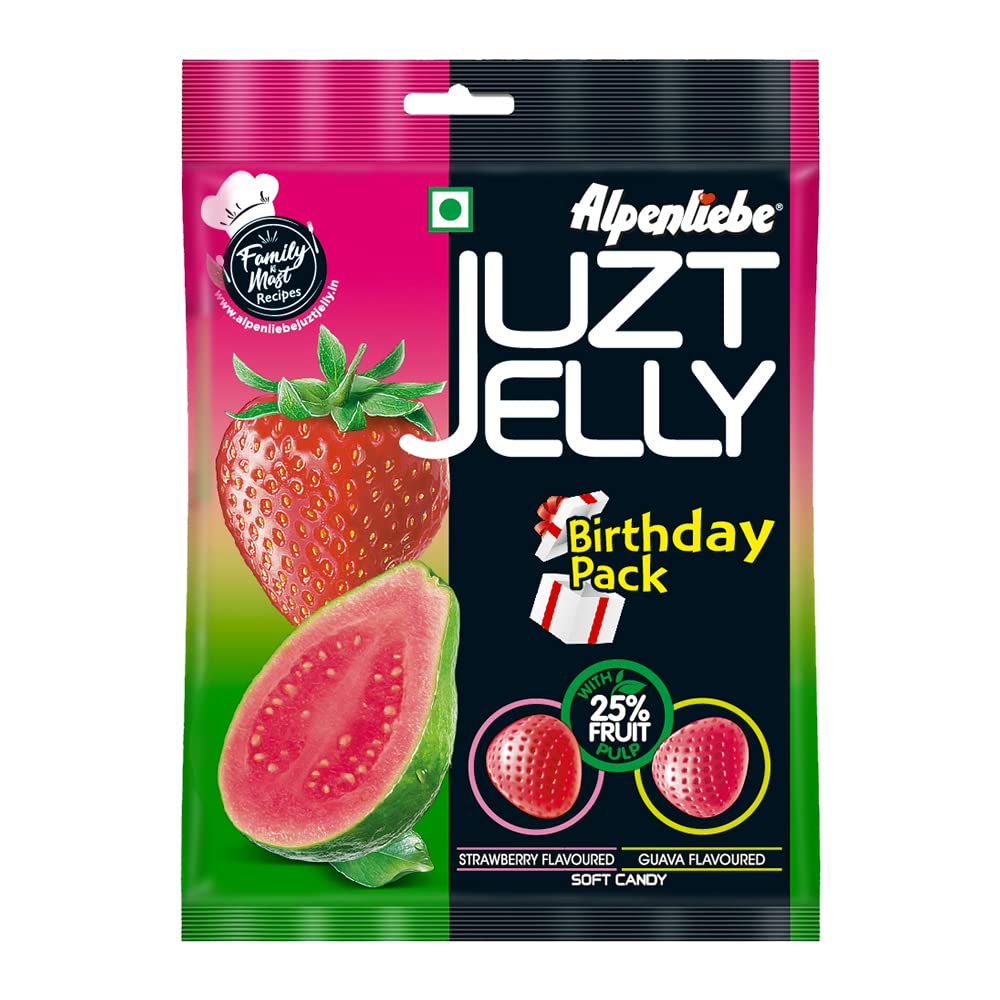 Family
Ki
Mast
Recipes
www.alpenliebejuztjelly.in
Alpenliebe®
JUZT
JELLY
Birthday
Pack
WITH
25%
FRUIT
PULP
STRAWBERRY FLAVOURED
GUAVA FLAVOURED
SOFT CANDY